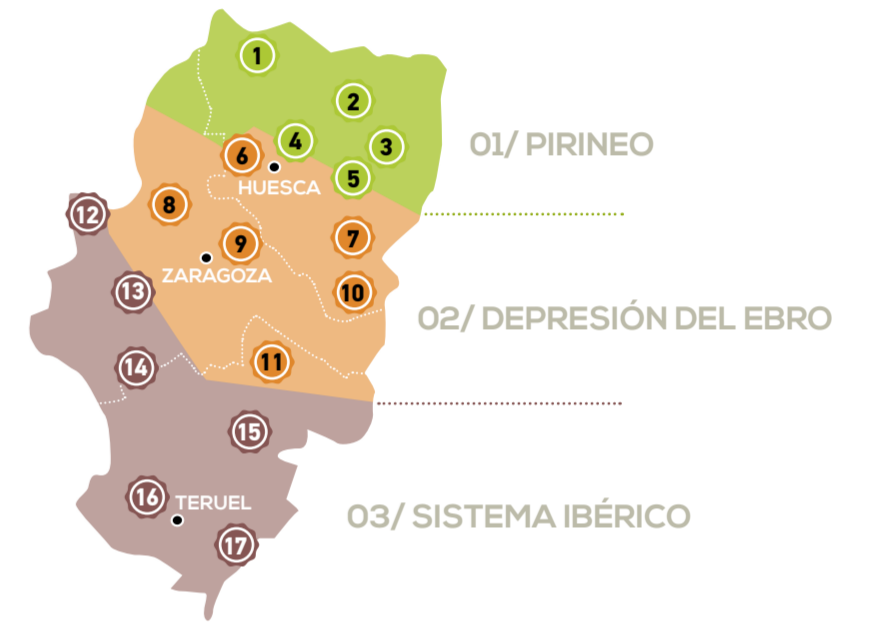 1
2
01/ PIRINEO
4
3
6
5
HUESCA
12
8
7
9
ZARAGOZA
13
10
02/ DEPRESIÓN DEL EBRO
14
11
15
16
TERUEL
03/ SISTEMA IBÉRICO
17